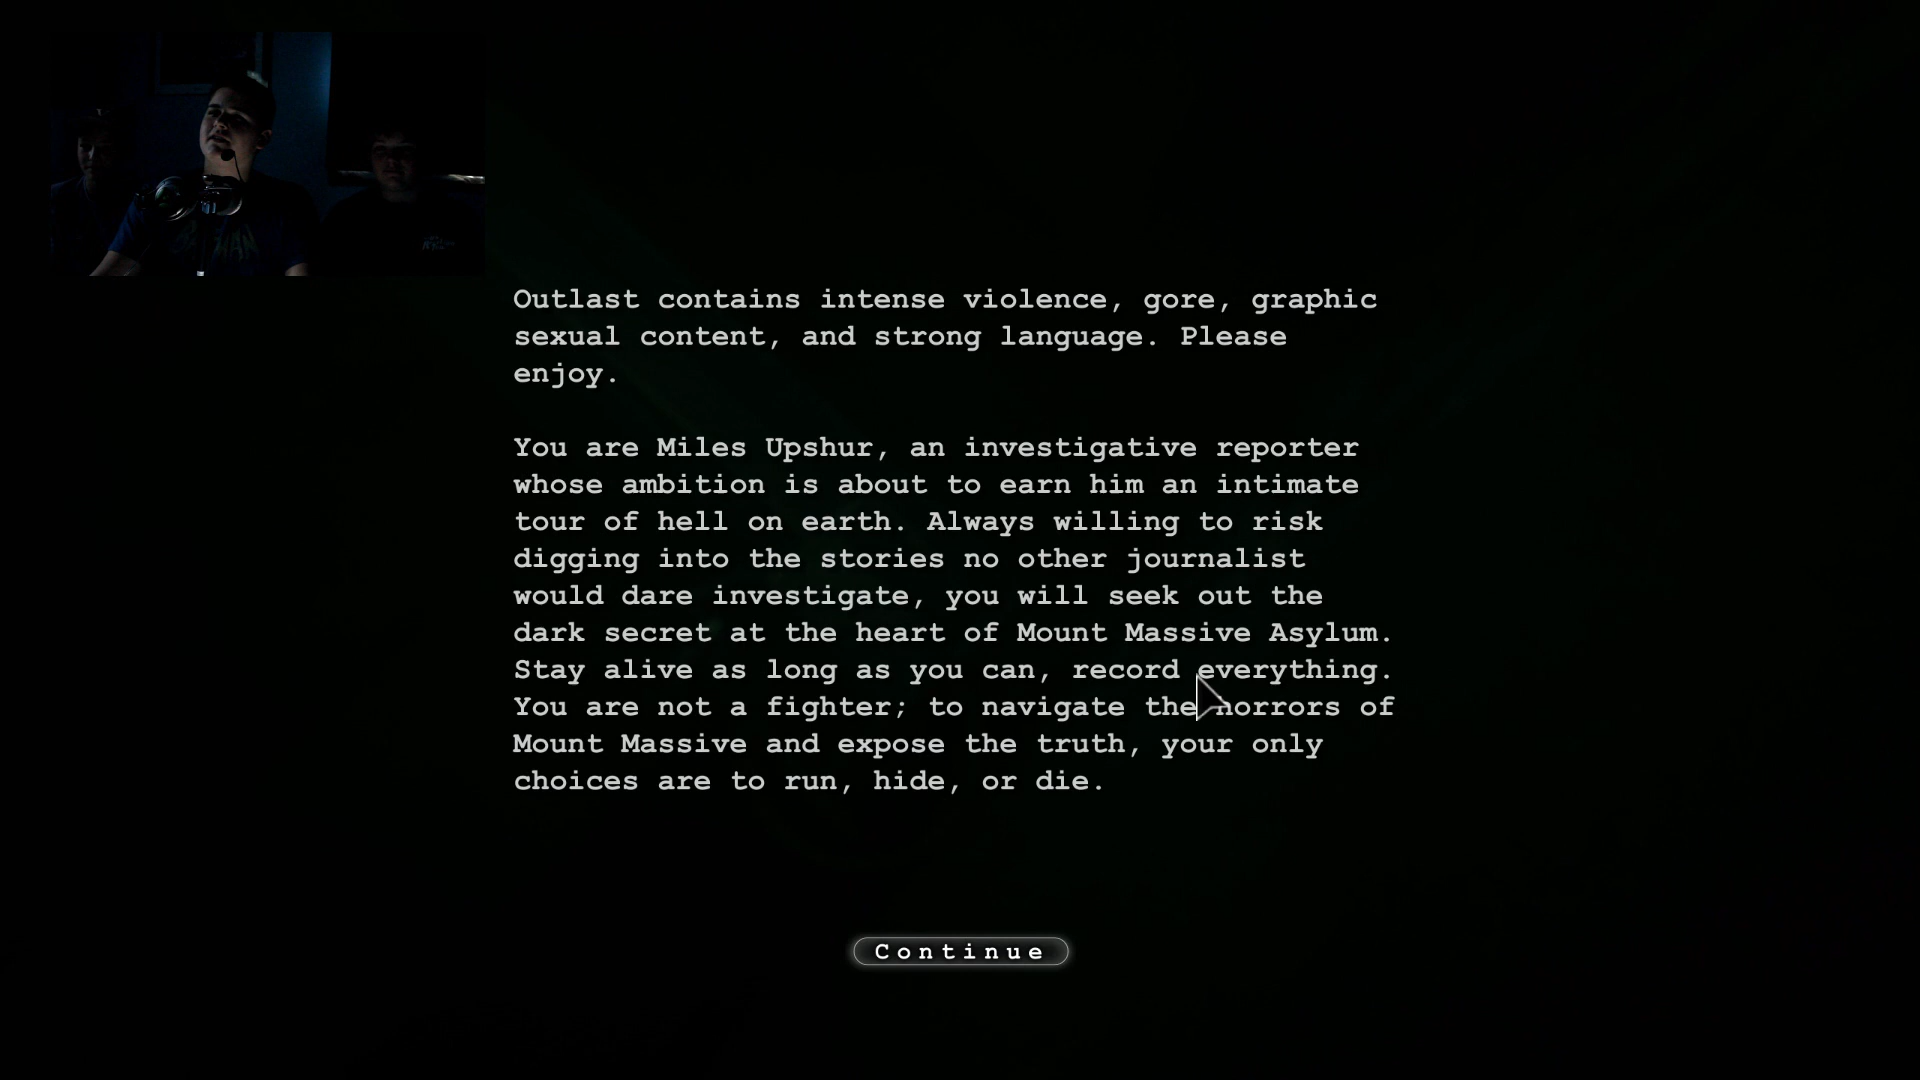 Outlast contains intense violence, gore, graphic
sexual content, and strong language. Please
enjoy.
You are Miles Upshur, an investigative reporter
whose ambition is about to earn him an intimate
tour of hell on earth. Always willing to risk
digging into the stories no other journalist
would dare investigate, you will seek out the
dark secret at the heart of Mount Massive Asylum.
Stay alive as long as you can, record everything.
You are not a fighter; to navigate the horrors of
Mount Massive and expose the truth, your only
choices are to run, hide, or die.
Continue